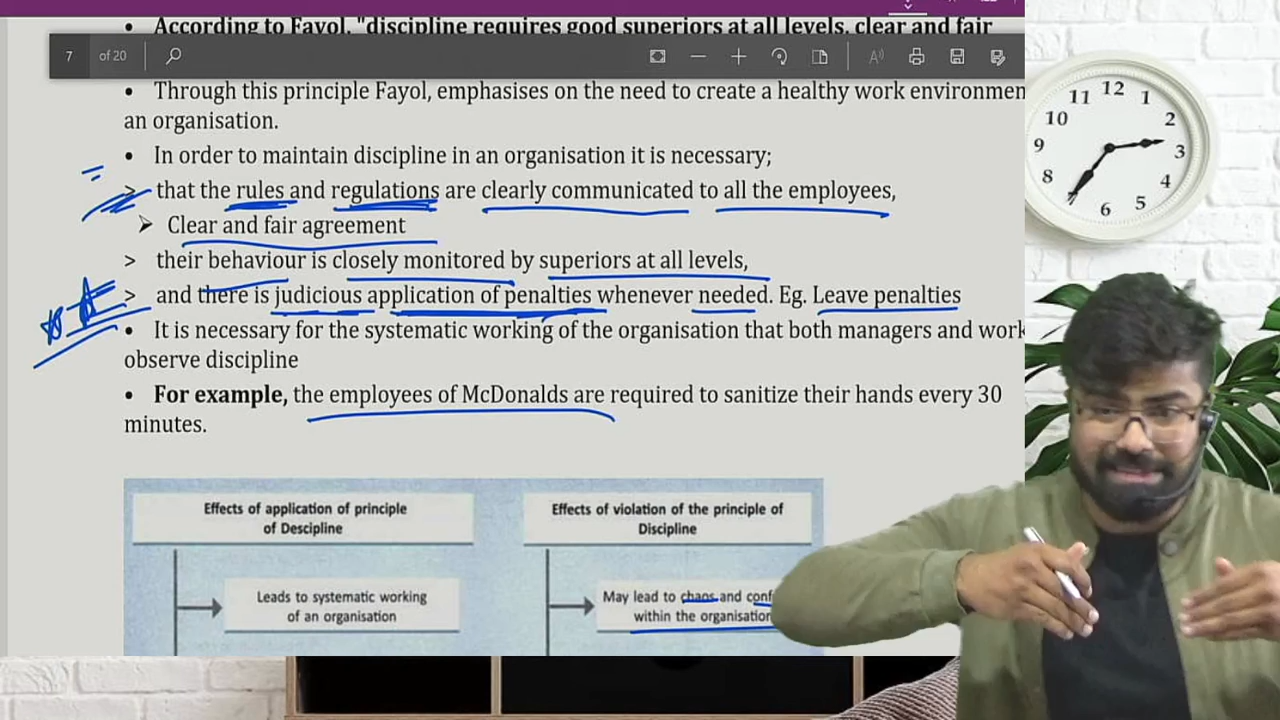 • According to Fayol, "discipline requires good superiors at all levels, clear and fair
7 of 20
• Through this principle Fayol, emphasises on the need to create a healthy work environmen
an organisation.
• In order to maintain discipline in an organisation it is necessary;
> that the rules and regulations are clearly communicated to all the employees,
➢ Clear and fair agreement
> their behaviour is closely monitored by superiors at all levels,
> and there is judicious application of penalties whenever needed. Eg. Leave penalties
• It is necessary for the systematic working of the organisation that both managers and work
observe discipline
• For example, the employees of McDonalds are required to sanitize their hands every 30
minutes.
Effects of application of principle
of Descipline
Leads to systematic working
of an organisation
Effects of violation of the principle of
Discipline
May lead to chaos and conf
within the organisation
12
1
2
3
4
5
6
8
9
10
11